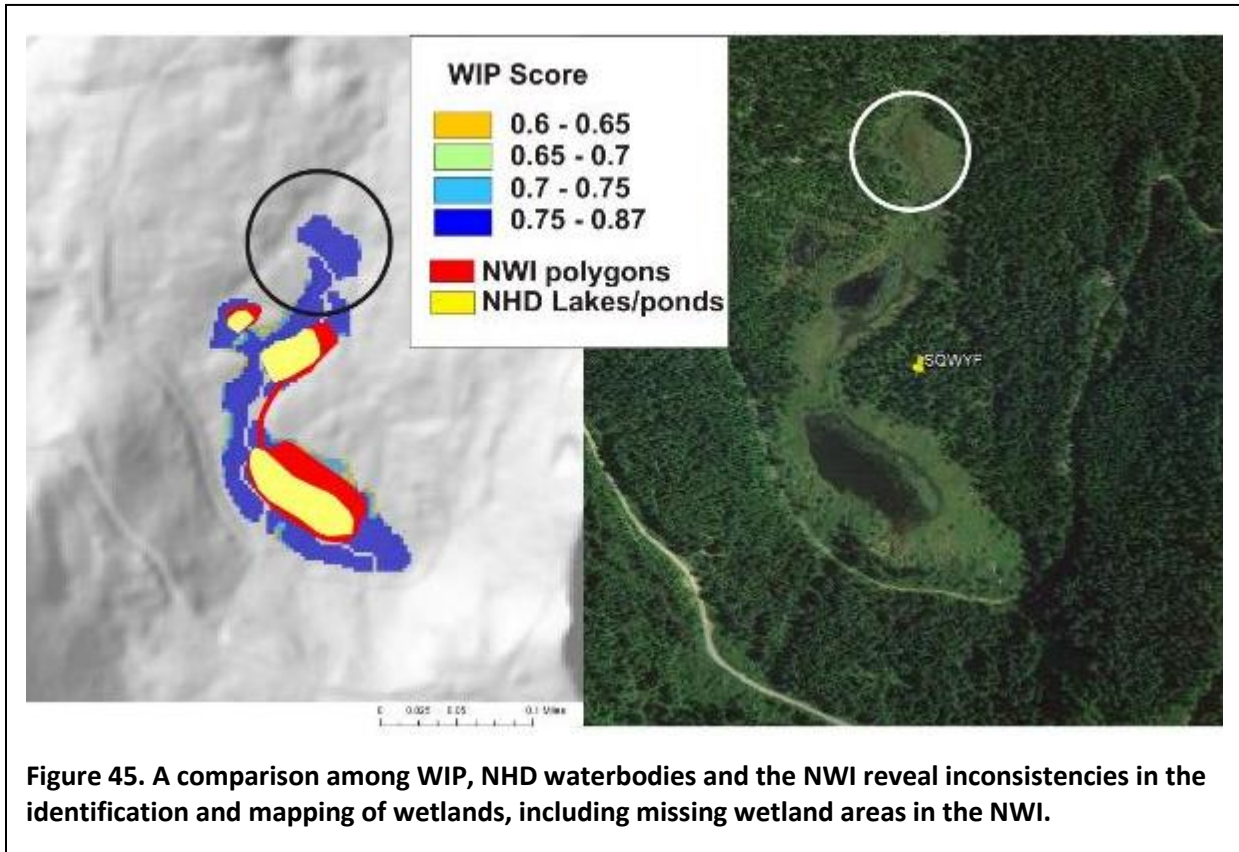 WIP Score
0.6 - 0.65
0.65 - 0.7
0.7 - 0.75
0.75 - 0.87
NWI polygons
NHD Lakes/ponds
SQWYF
0 0.025 0.05 0.1 Miles
Figure 45. A comparison among WIP, NHD waterbodies and the NWI reveal inconsistencies in the
identification and mapping of wetlands, including missing wetland areas in the NWI.